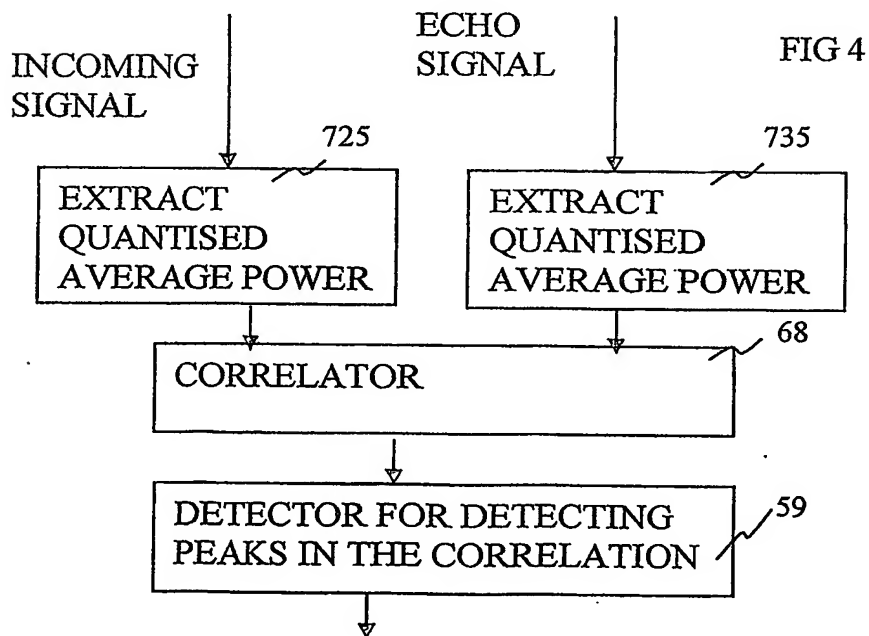 INCOMING
SIGNAL
ECHO
SIGNAL
FIG 4
725
735
EXTRACT
QUANTISED
AVERAGE POWER
EXTRACT
QUANTISED
AVERAGE POWER
68
CORRELATOR
59
DETECTOR FOR DETECTING
PEAKS IN THE CORRELATION